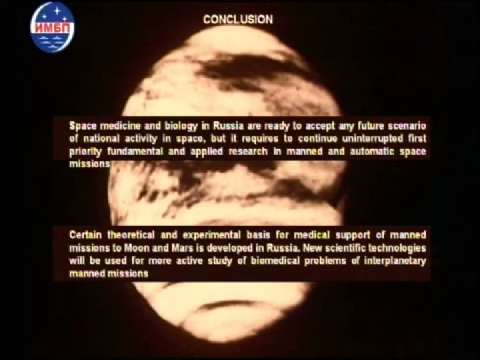 ИМБП
CONCLUSION
Space medicine and biology in Russia are ready to accept any future scenario
of national activity in space, but it requires to continue uninterrupted first
priority fundamental and applied research in manned and automatic space
missions
Certain theoretical and experimental basis for medical support of manned
missions to Moon and Mars is developed in Russia. New scientific technologies
will be used for more active study of biomedical problems of interplanetary
manned missions